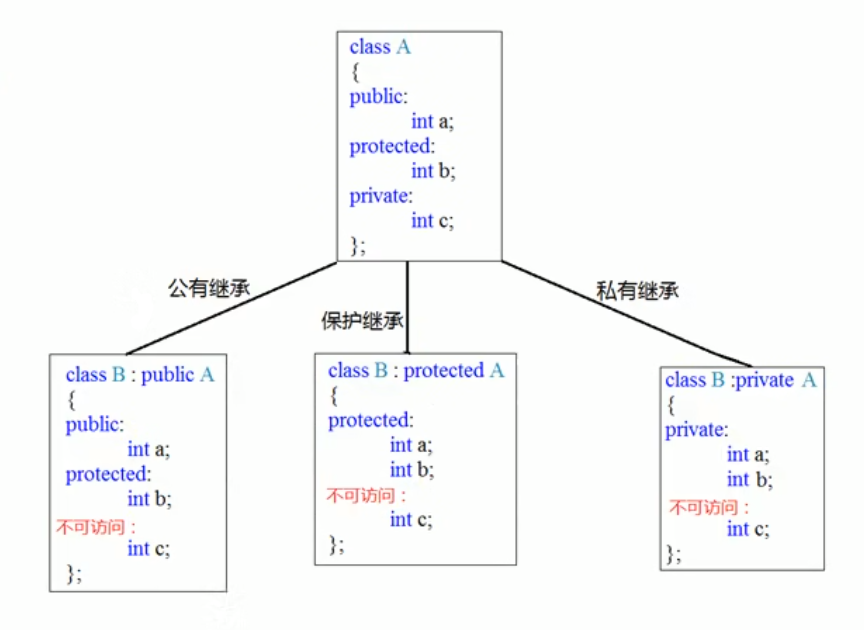 class A
{
public:
int a;
protected:
int b;
private:
int c;
};
公有继承
保护继承
私有继承
class B : public A
{
public:
int a;
protected:
int b;
不可访问：
int c;
};
class B : protected A
{
protected:
int a;
int b;
不可访问：
int c;
};
class B :private A
{
private:
int a;
int b;
不可访问：
int c;
};